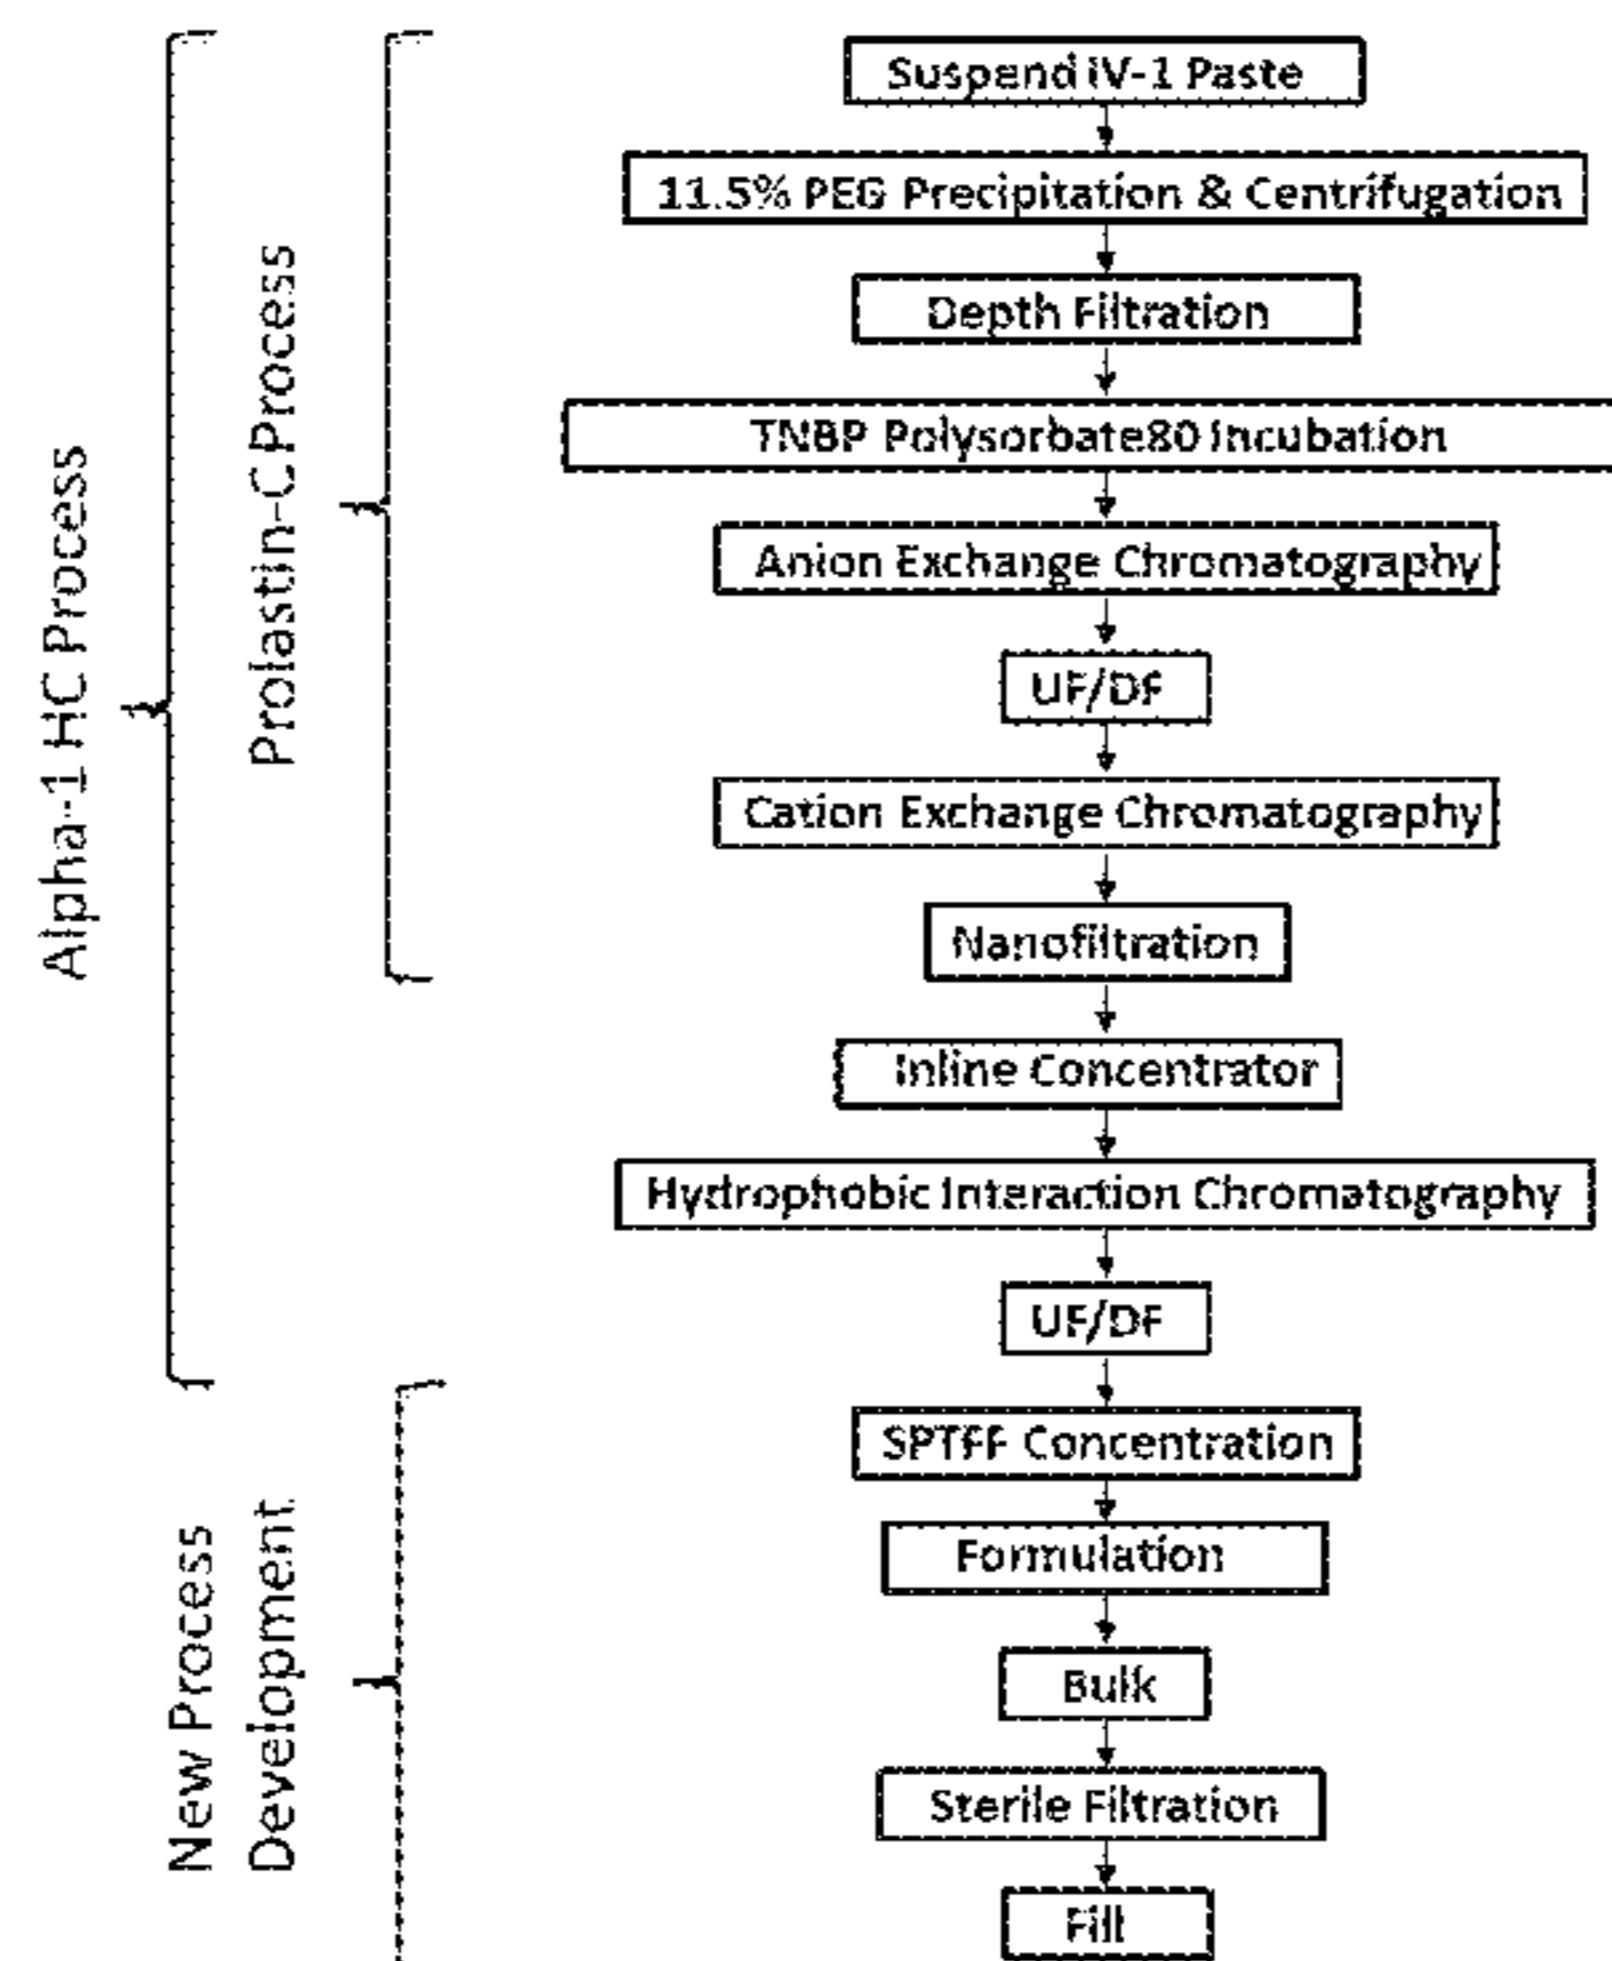 Alpha-1 HC Process
Prolastin-C Process
New Process
Development
Suspend IV-1 Paste
11.5% PEG Precipitation & Centrifugation
Depth Filtration
TNBP Polysorbate80 Incubation
Anion Exchange Chromatography
UF/DF
Cation Exchange Chromatography
Nanofiltration
Inline Concentrator
Hydrophobic Interaction Chromatography
UF/DF
SPTFF Concentration
Formulation
Bulk
Sterile Filtration
Fill